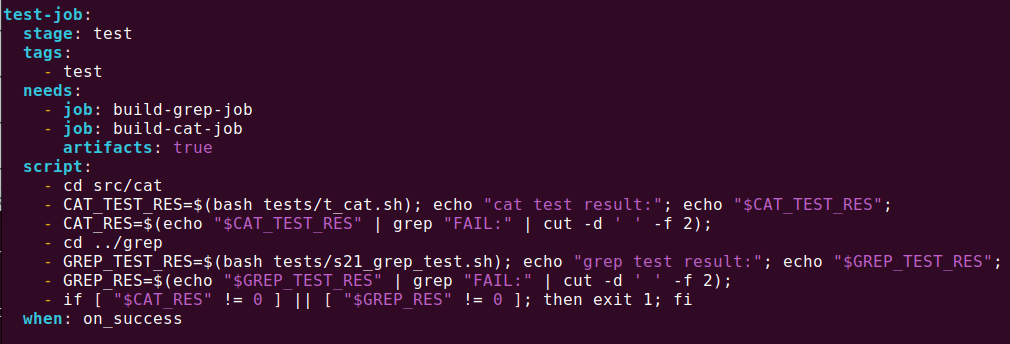 test-job:
  stage: test
  tags:
    - test
  needs:
    - job: build-grep-job
    - job: build-cat-job
      artifacts: true
  script:
    - cd src/cat
    - CAT_TEST_RES=$(bash tests/t_cat.sh); echo "cat test result:"; echo "$CAT_TEST_RES";
    - CAT_RES=$(echo "$CAT_TEST_RES" | grep "FAIL:" | cut -d ' '  -f 2);
    - cd ../grep
    - GREP_TEST_RES=$(bash tests/s21_grep_test.sh); echo "grep test result:"; echo "$GREP_TEST_RES";
    - GREP_RES=$(echo "$GREP_TEST_RES" | grep "FAIL:" | cut -d ' ' -f 2);
    - if [ "$CAT_RES" != 0 ] || [ "$GREP_RES" != 0 ]; then exit 1; fi
  when: on_success